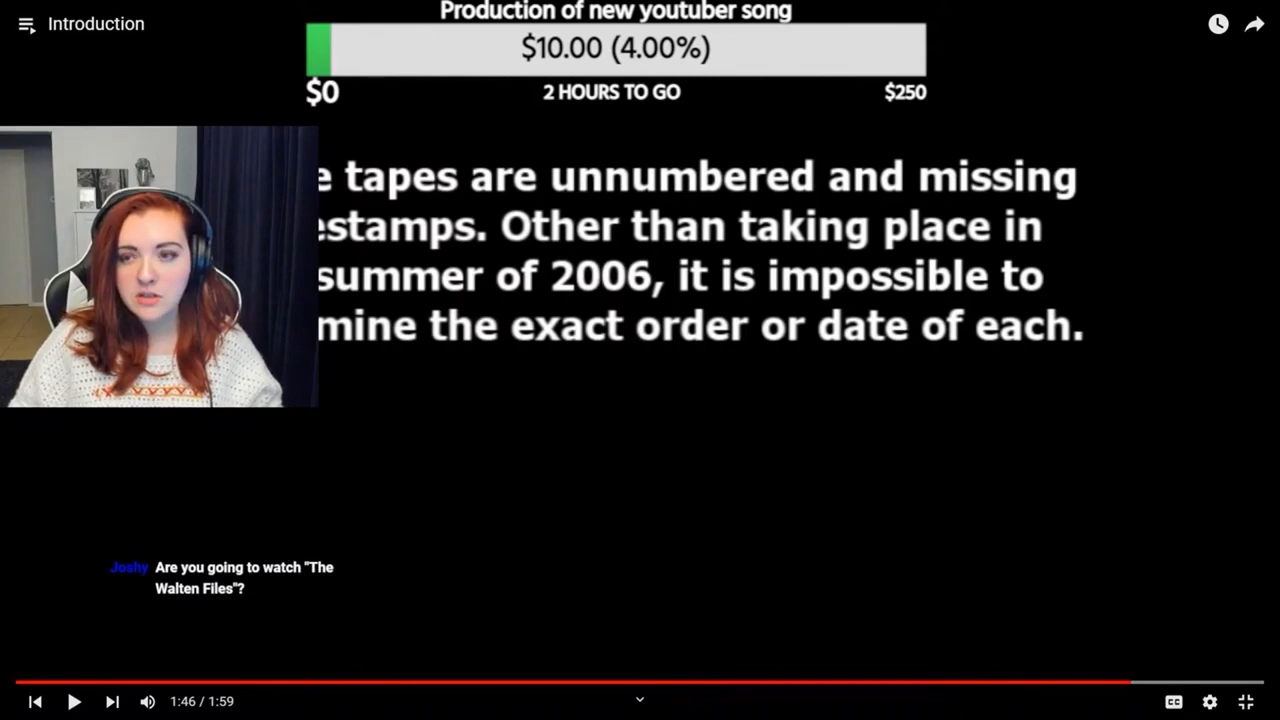 Introduction
Production of new youtuber song
$10.00 (4.00%)
$0 2 HOURS TO GO $250
e tapes are unnumbered and missing
estamps. Other than taking place in
summer of 2006, it is impossible to
mine the exact order or date of each.
Joshy Are you going to watch "The
Walten Files"?
1:46 / 1:59
CC